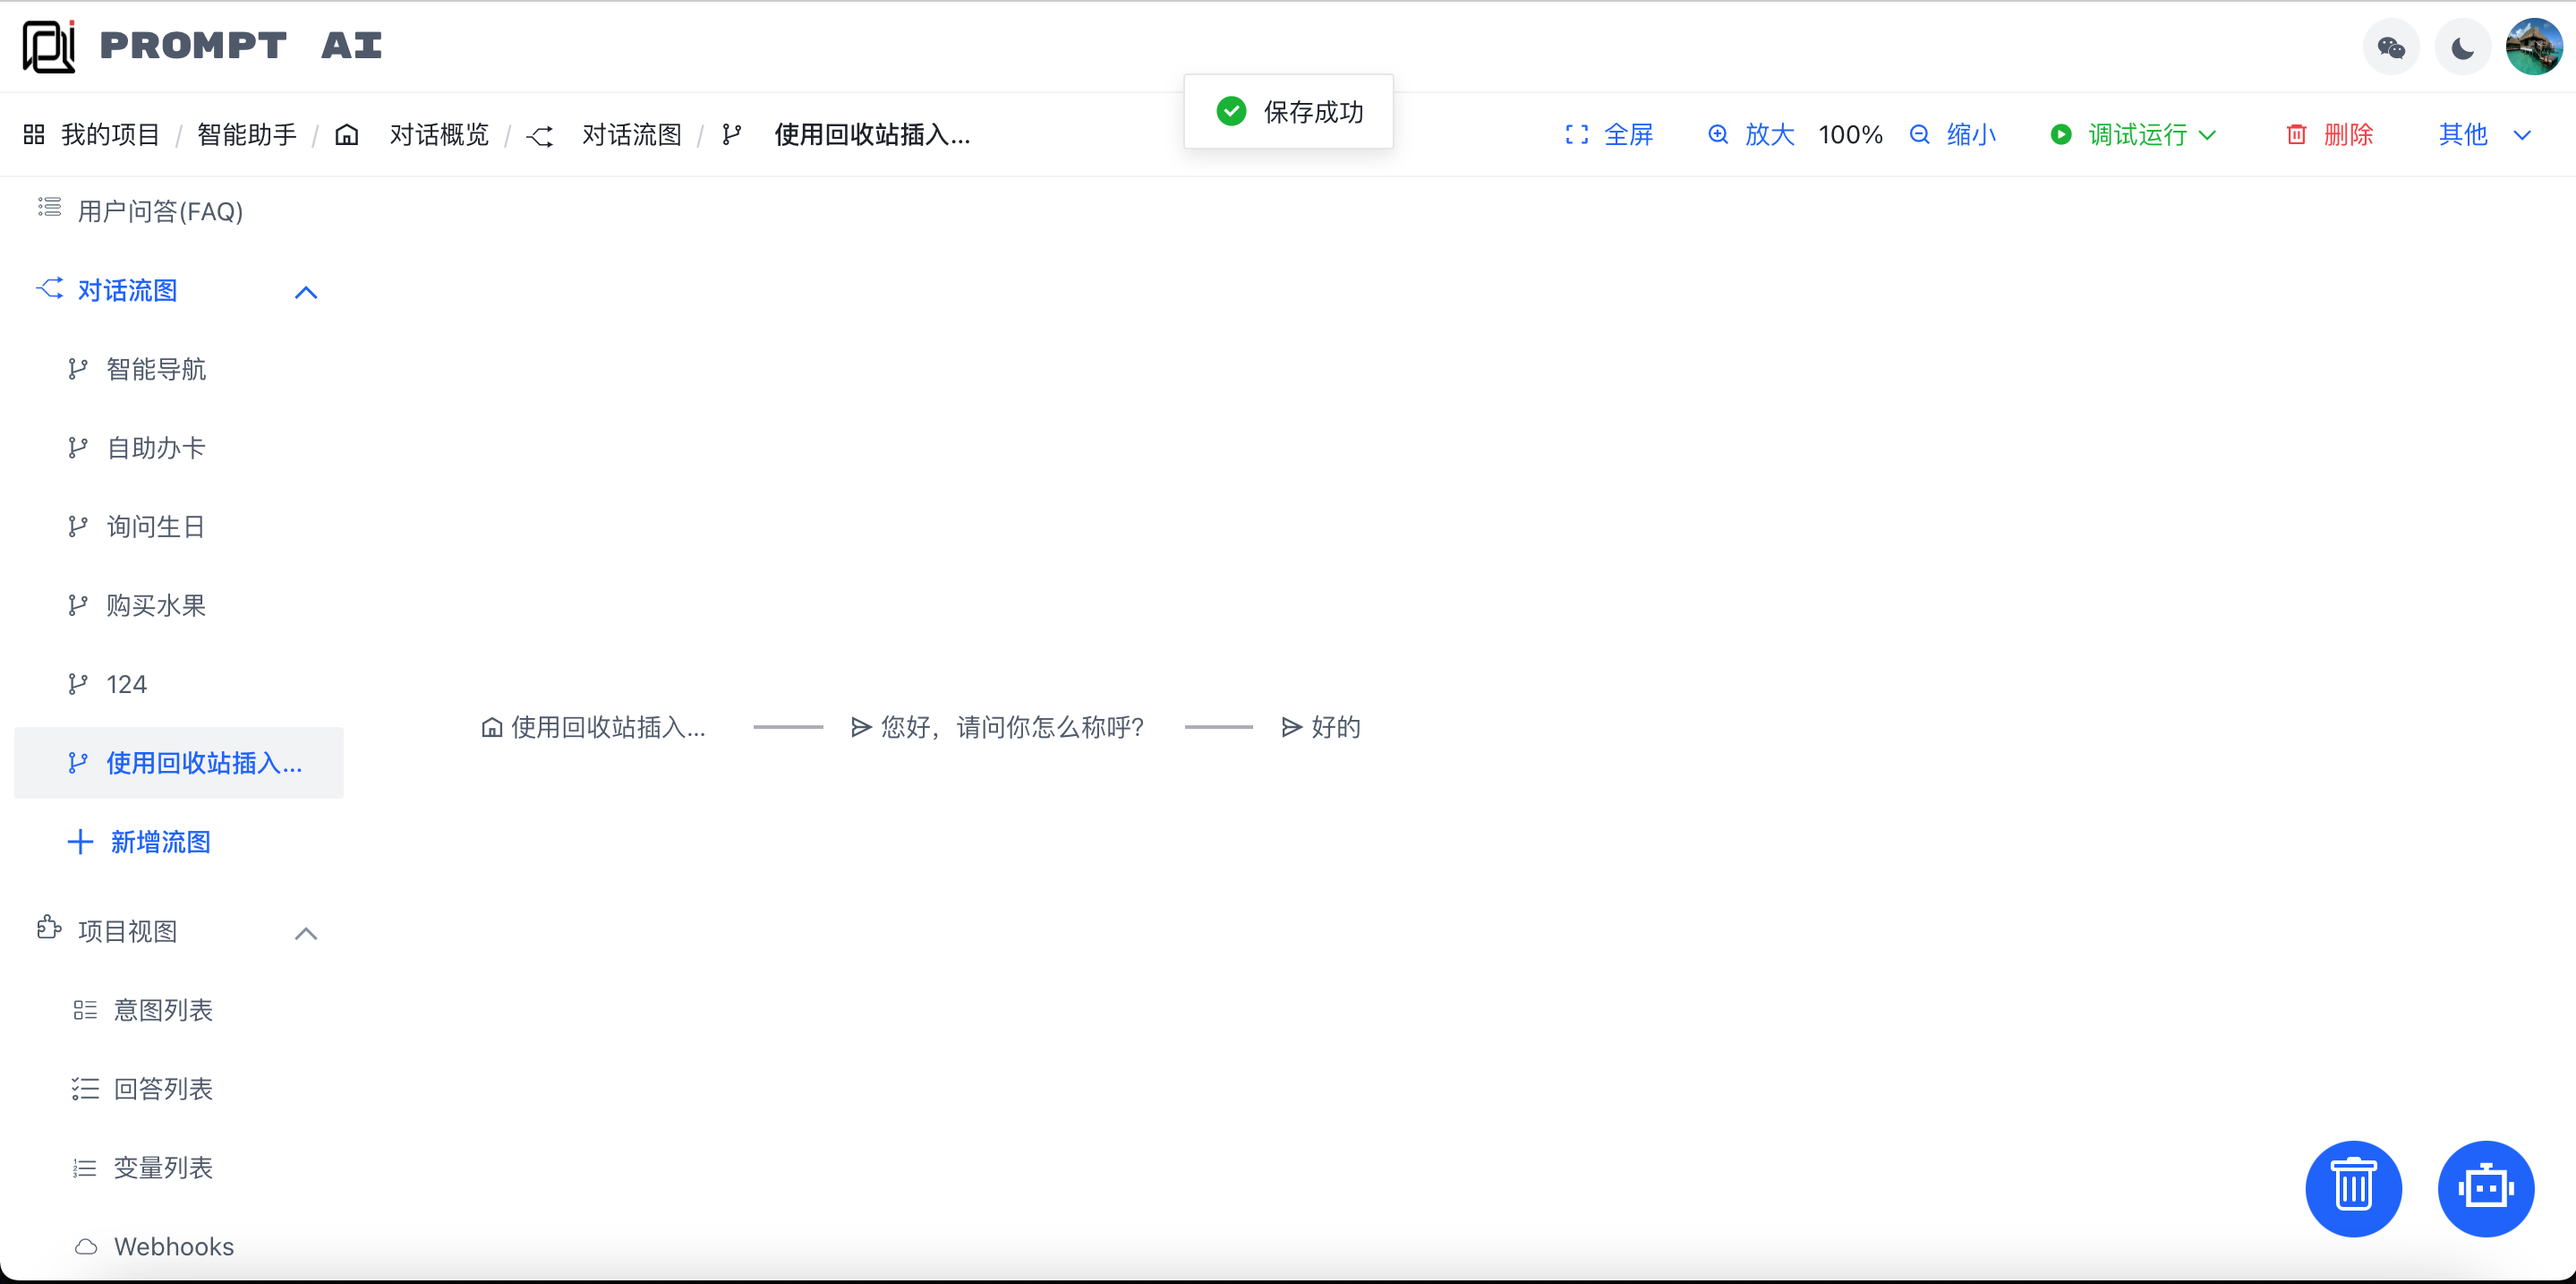 PROMPT AI
保存成功
我的项目 / 智能助手 / 对话概览 / 对话流图 / 使用回收站插入...
全屏 放大 100% 缩小 调试运行 删除 其他
用户问答(FAQ)
对话流图
智能导航
自助办卡
询问生日
购买水果
124
使用回收站插入...
新增流图
项目视图
意图列表
回答列表
变量列表
Webhooks
使用回收站插入... 您好，请问你怎么称呼? 好的